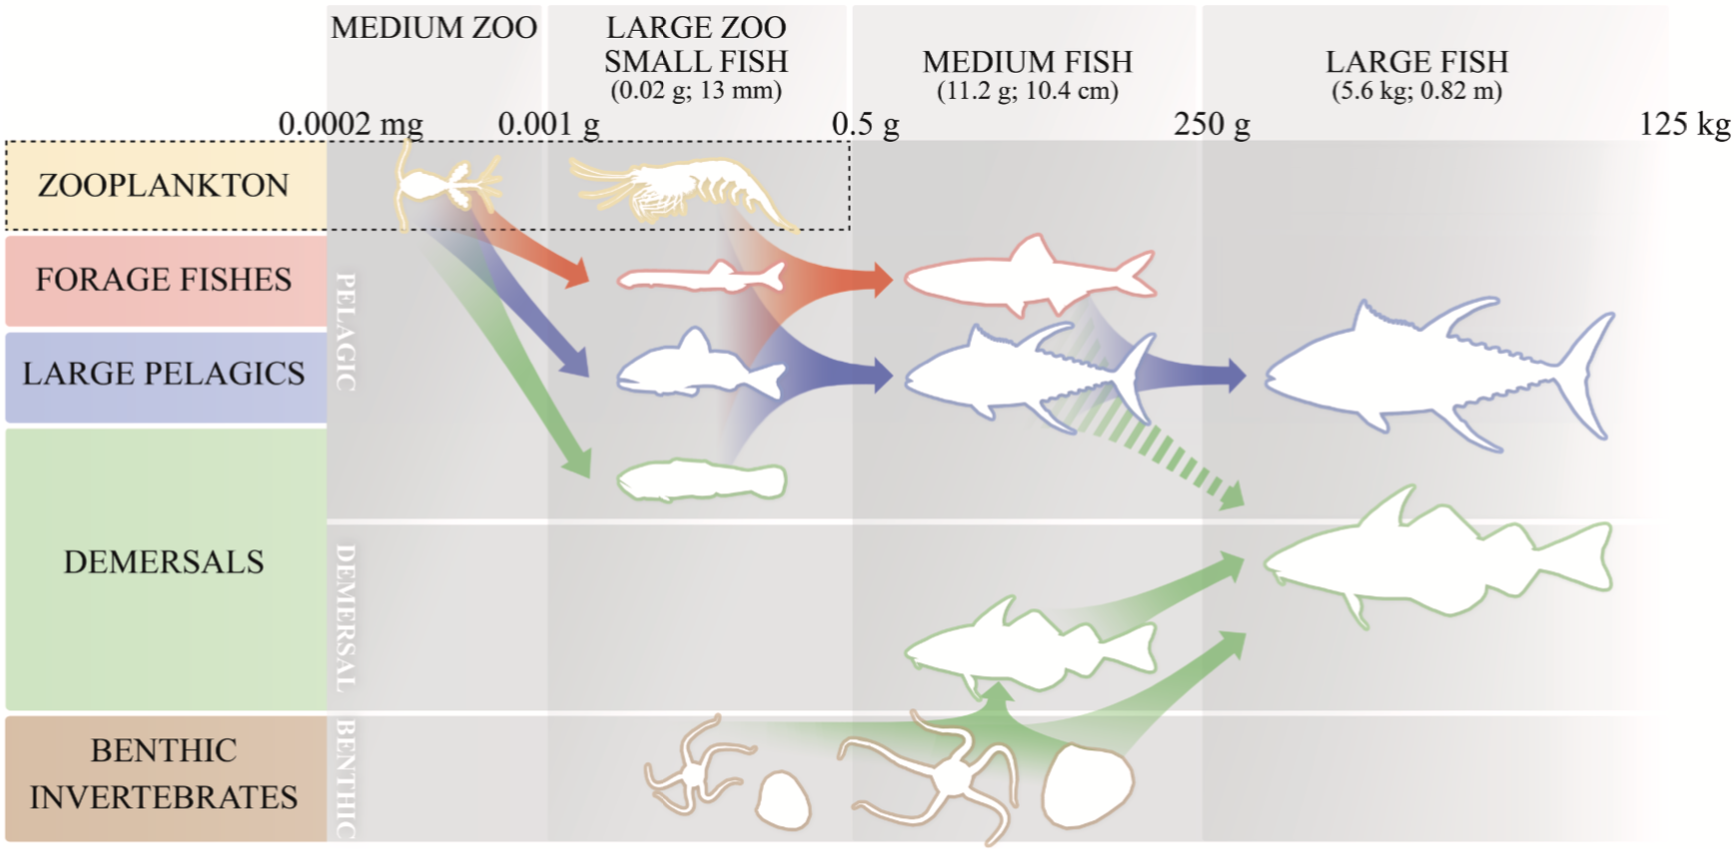 MEDIUM ZOO
LARGE ZOO
SMALL FISH
(0.02 g; 13 mm)
MEDIUM FISH
(11.2 g; 10.4 cm)
LARGE FISH
(5.6 kg; 0.82 m)
0.0002 mg
0.001 g
0.5 g
250 g
125 kg
ZOOPLANKTON
FORAGE FISHES
LARGE PELAGICS
DEMERSALS
BENTHIC
INVERTEBRATES
PELAGIC
DEMERSAL
BENTHIC